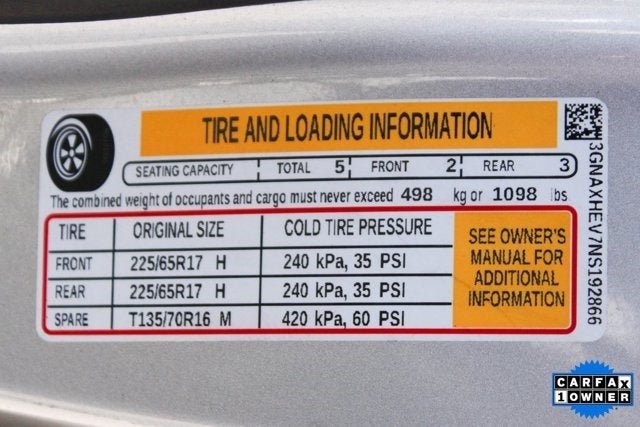 TIRE AND LOADING INFORMATION
SEATING CAPACITY TOTAL 5 FRONT 2 REAR 3
The combined weight of occupants and cargo must never exceed 498 kg or 1098 lbs
TIRE ORIGINAL SIZE COLD TIRE PRESSURE
FRONT 225/65R17 H 240 kPa, 35 PSI
REAR 225/65R17 H 240 kPa, 35 PSI
SPARE T135/70R16 M 420 kPa, 60 PSI
SEE OWNER'S
MANUAL FOR
ADDITIONAL
INFORMATION
3GNAXHEV7NS192866
CARFAX
1 OWNER